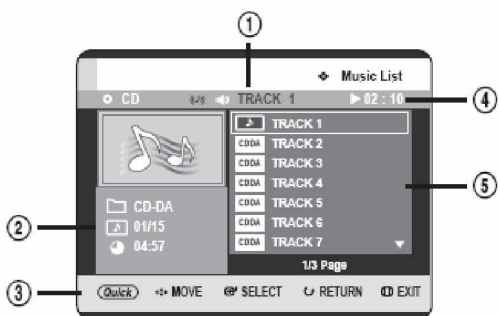 ①
❖ Music List
CD TRACK 1 ▶ 02 : 10
④
TRACK 1
CDDA TRACK 2
CDDA TRACK 3
CDDA TRACK 4
CDDA TRACK 5
CDDA TRACK 6
CDDA TRACK 7 ▼
⑤
CD-DA
② 01/15
04:57
1/3 Page
③ Quick MOVE SELECT RETURN EXIT